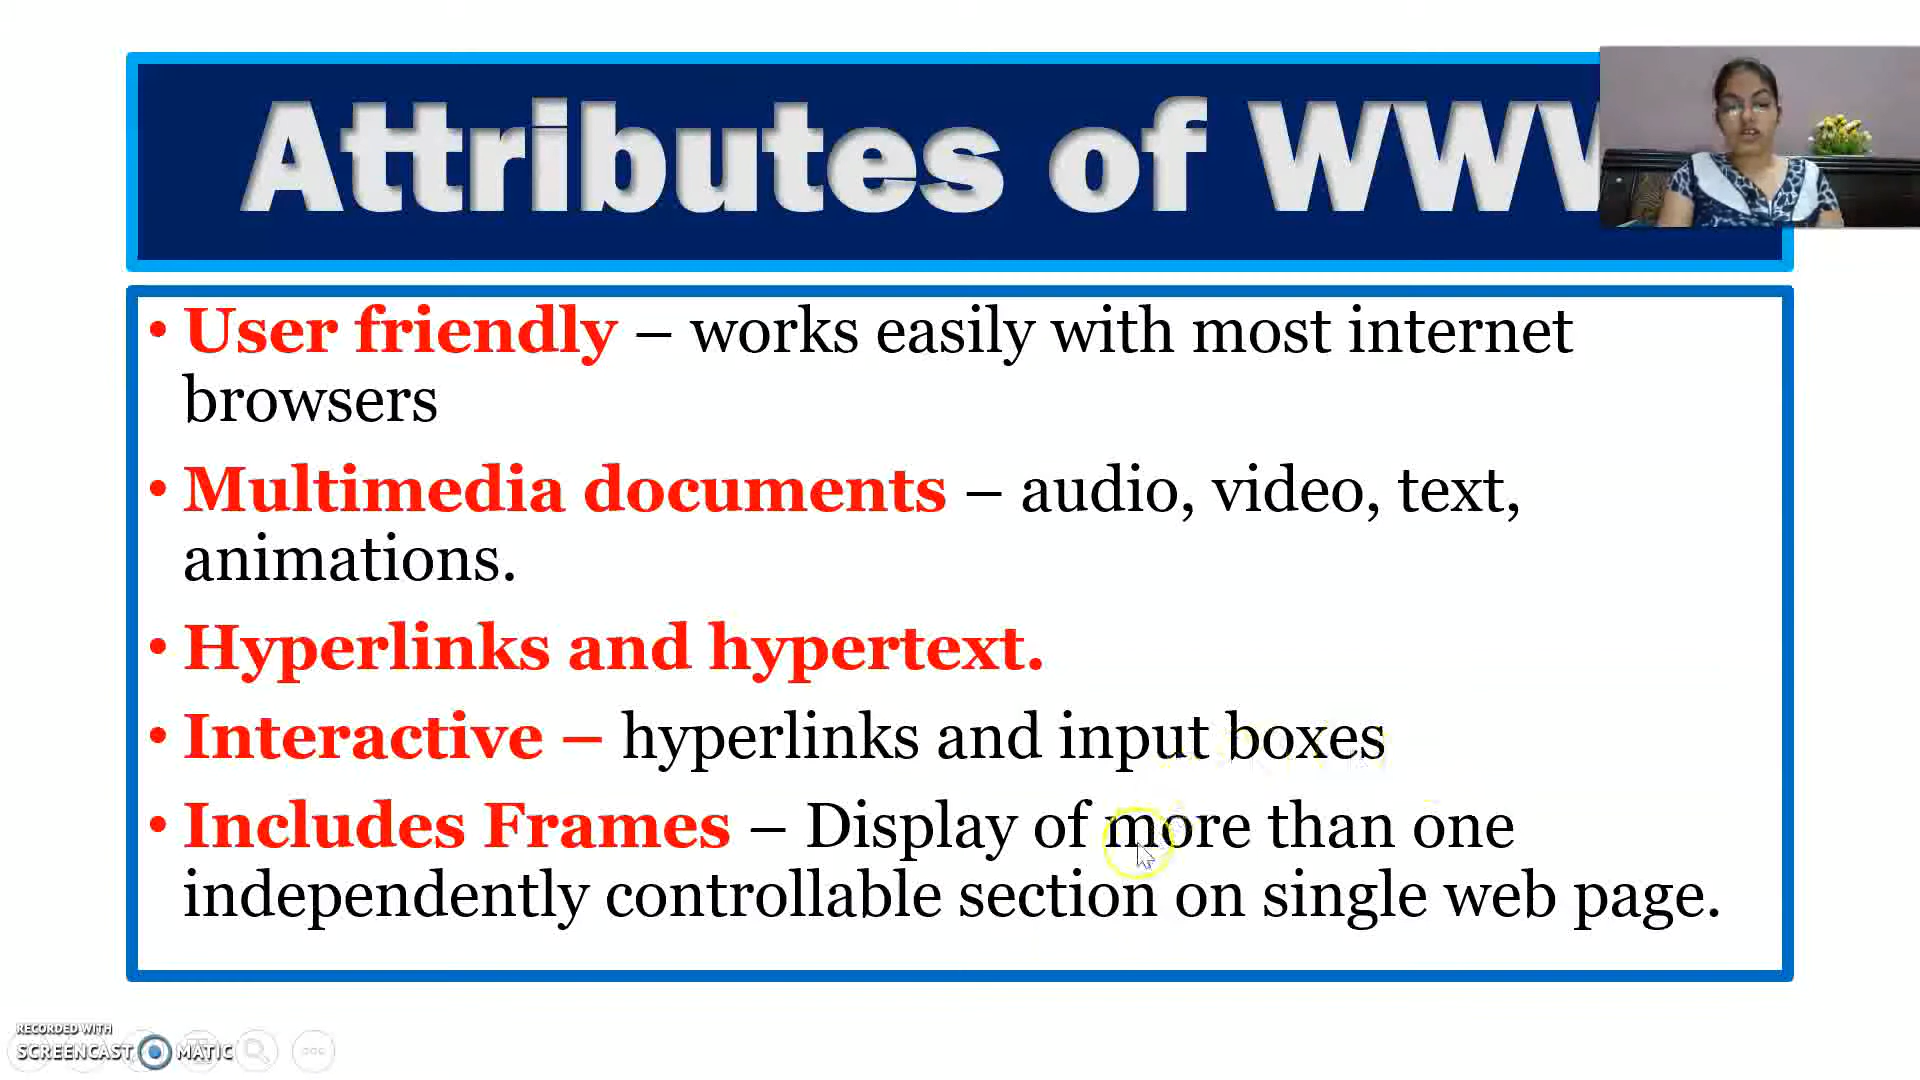 Attributes of WWW
• User friendly – works easily with most internet
browsers
• Multimedia documents – audio, video, text,
animations.
• Hyperlinks and hypertext.
• Interactive – hyperlinks and input boxes
• Includes Frames – Display of more than one
independently controllable section on single web page.
RECORDED WITH
SCREENCAST MATIC